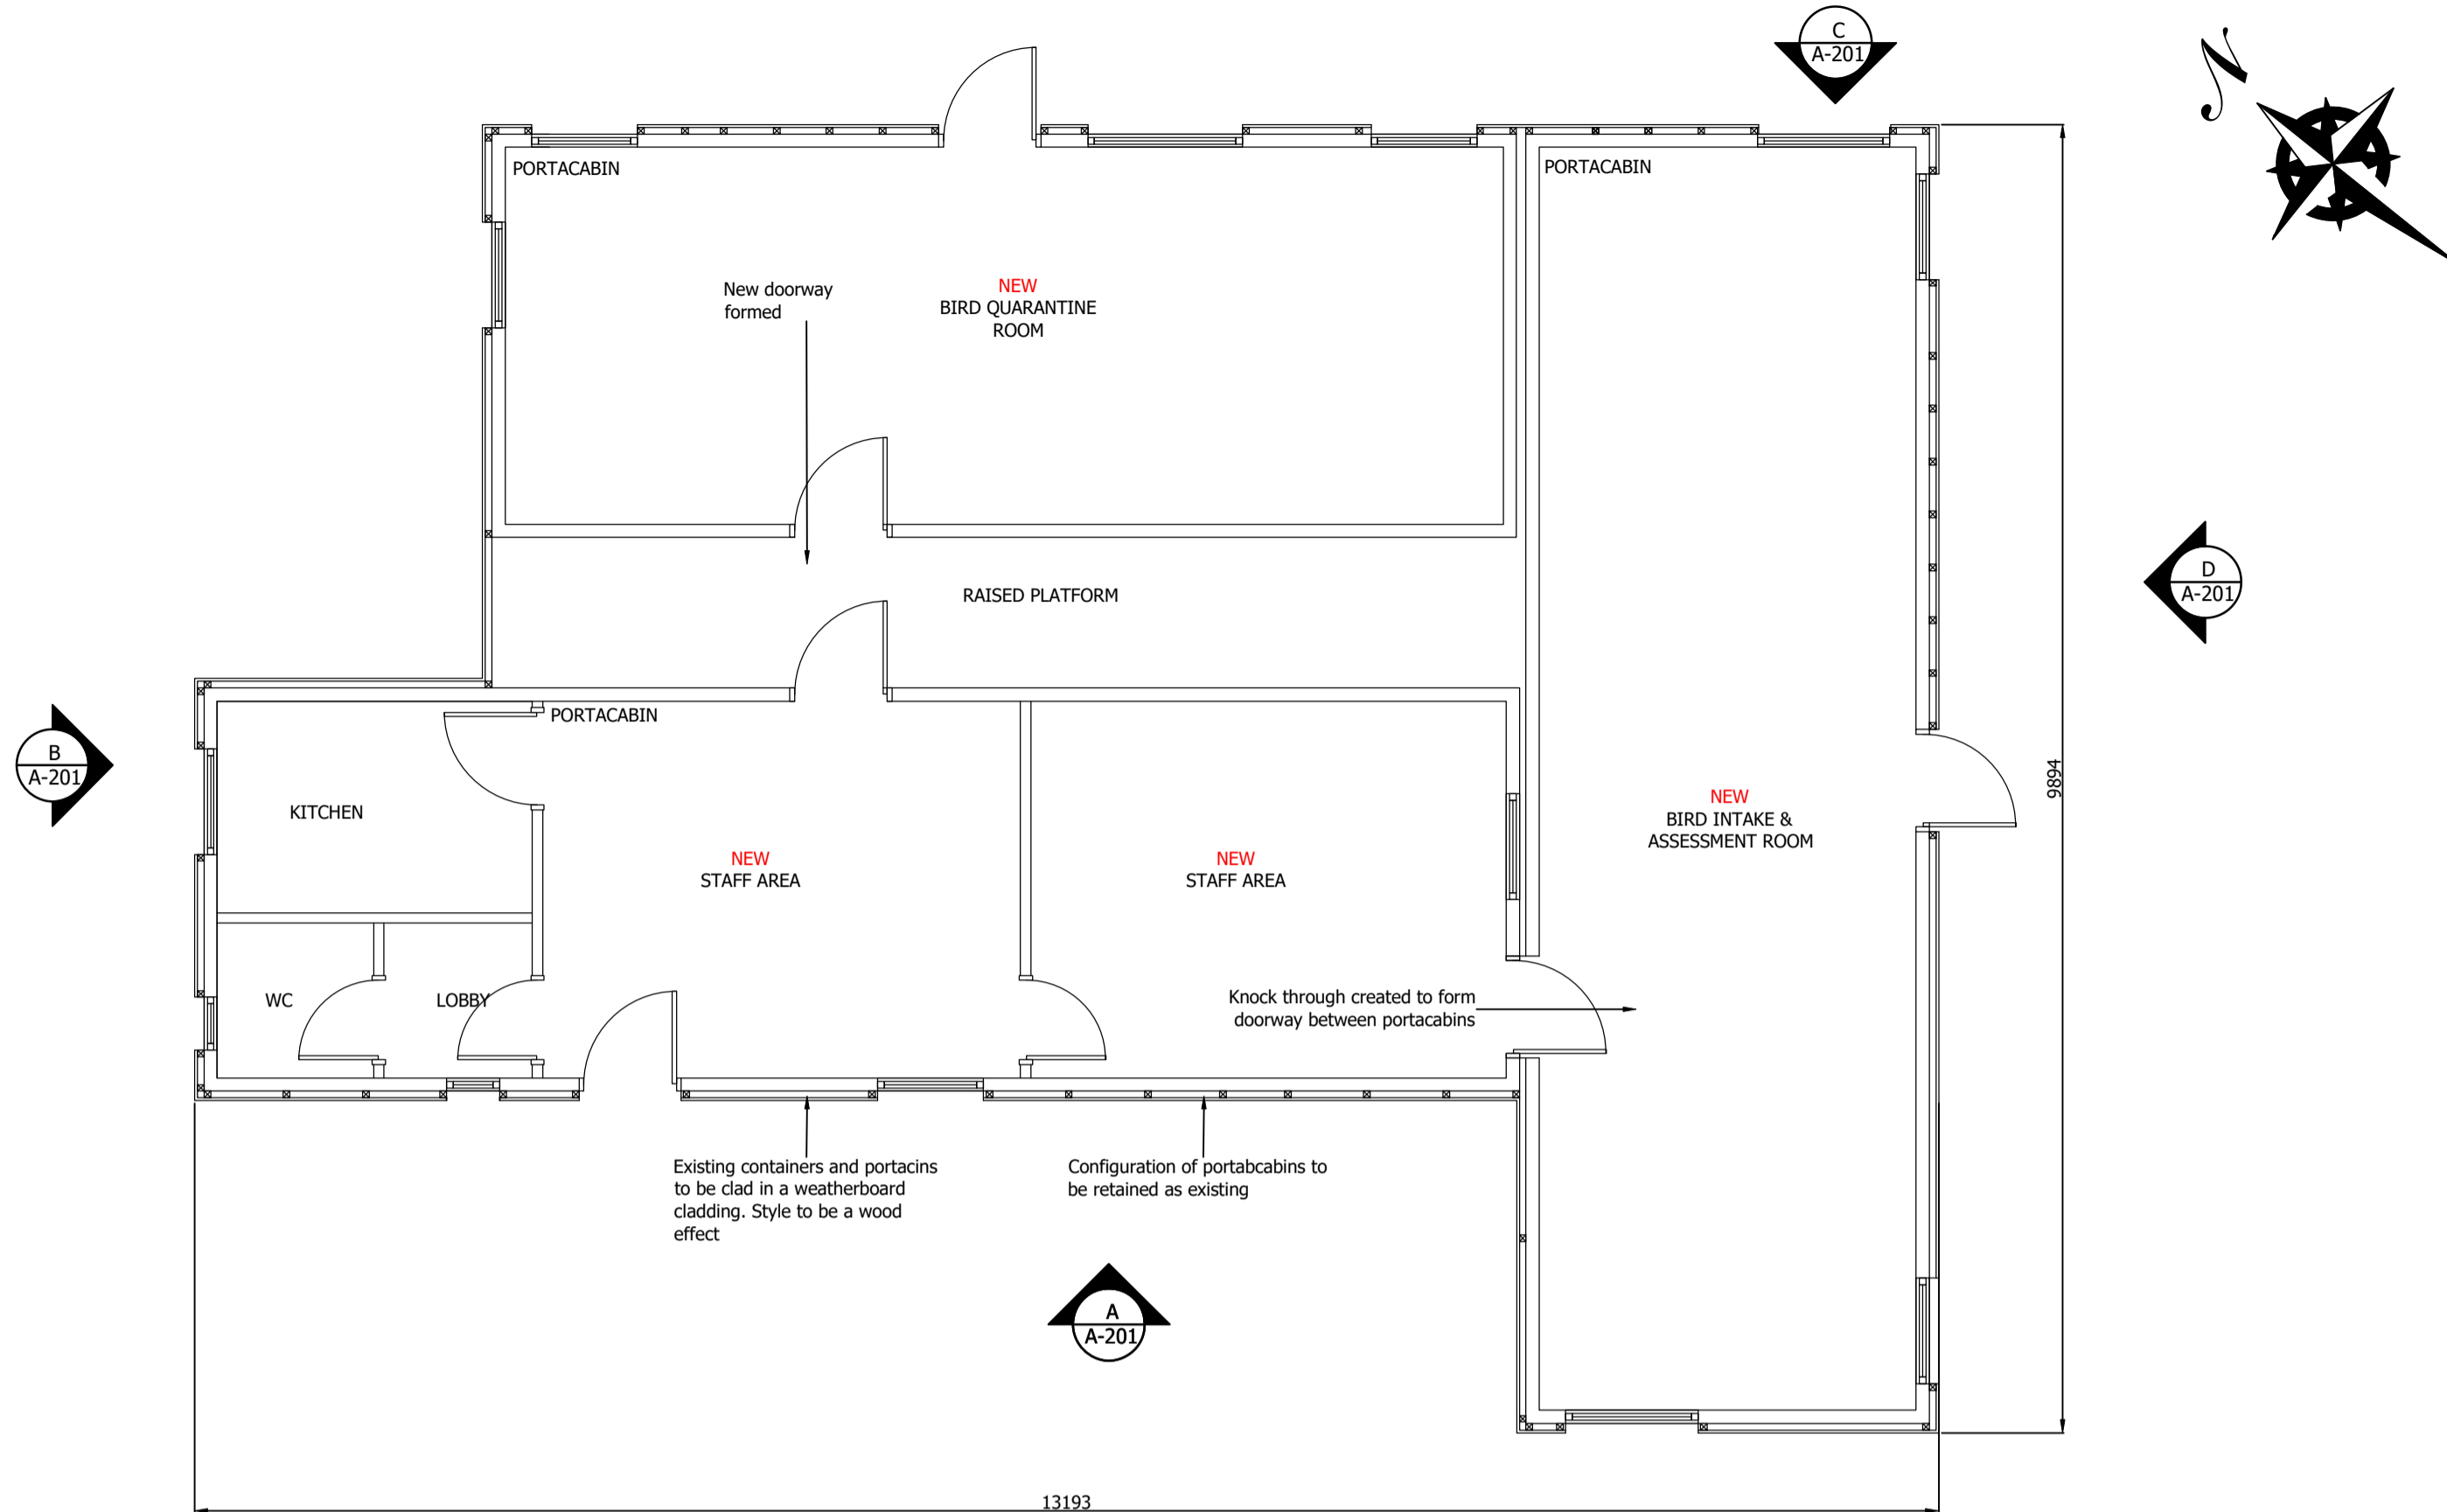 C
A-201
N
PORTACABIN
PORTACABIN
New doorway
formed
NEW
BIRD QUARANTINE
ROOM
D
A-201
RAISED PLATFORM
PORTACABIN
B
A-201
KITCHEN
9894
NEW
BIRD INTAKE &
ASSESSMENT ROOM
NEW
STAFF AREA
NEW
STAFF AREA
WC
LOBBY
Knock through created to form
doorway between portacabins
Existing containers and portacins
to be clad in a weatherboard
cladding. Style to be a wood
effect
Configuration of portabcabins to
be retained as existing
A
A-201
13193